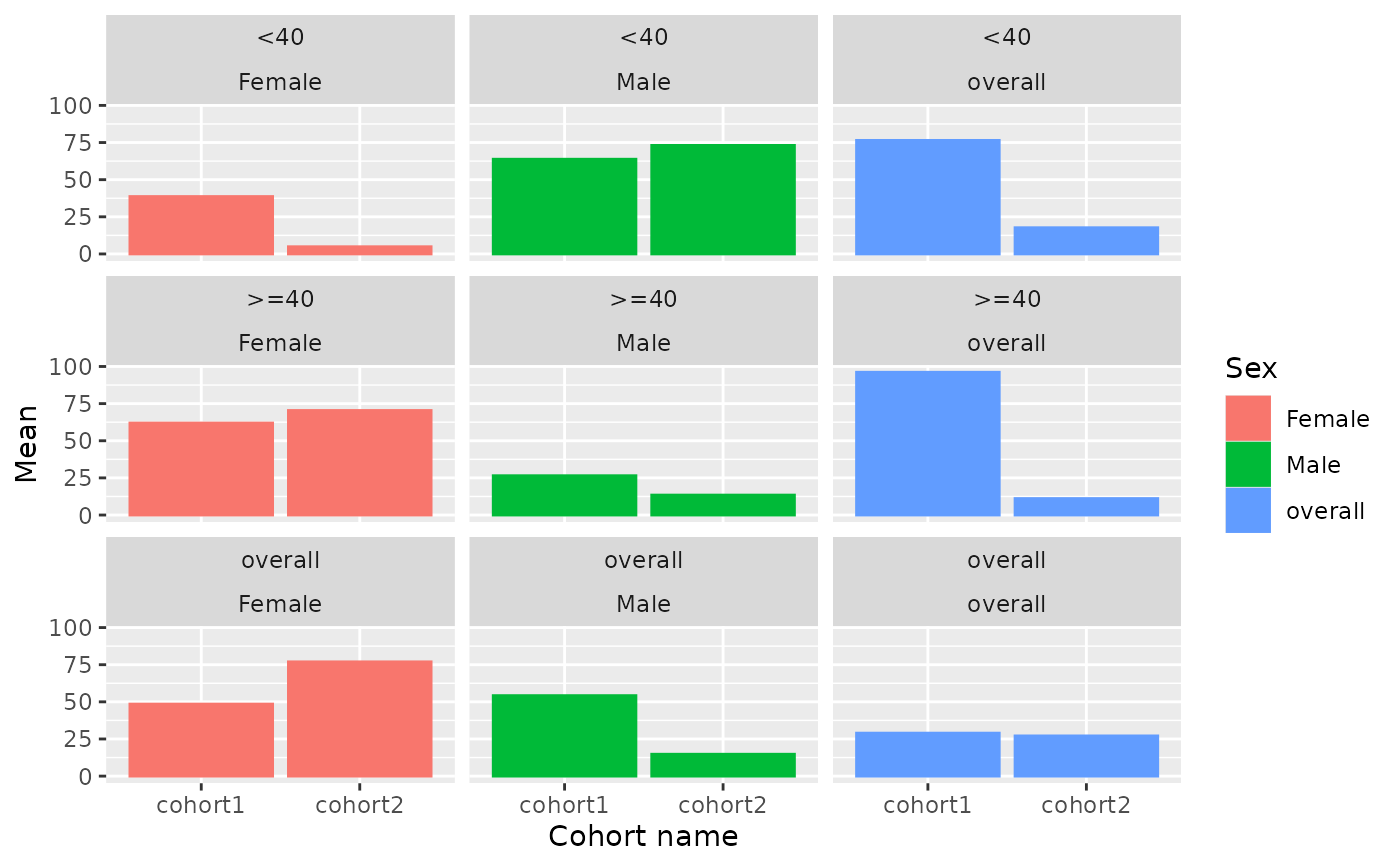 <40 <40 <40
Female Male overall
100
75
50
25
0
>=40 >=40 >=40
Female Male overall
100
75
50
25
0
overall overall overall
Female Male overall
100
75
50
25
0
cohort1 cohort2 cohort1 cohort2 cohort1 cohort2
Cohort name
Mean
Sex
Female
Male
overall